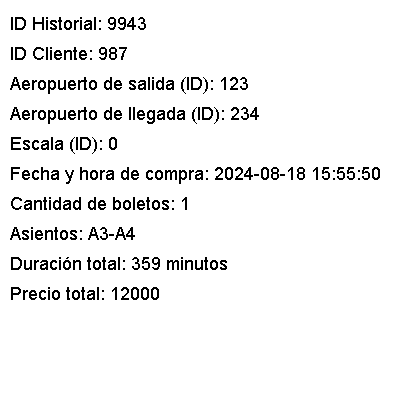 ID Historial: 9943
ID Cliente: 987
Aeropuerto de salida (ID): 123
Aeropuerto de llegada (ID): 234
Escala (ID): 0
Fecha y hora de compra: 2024-08-18 15:55:50
Cantidad de boletos: 1
Asientos: A3-A4
Duración total: 359 minutos
Precio total: 12000